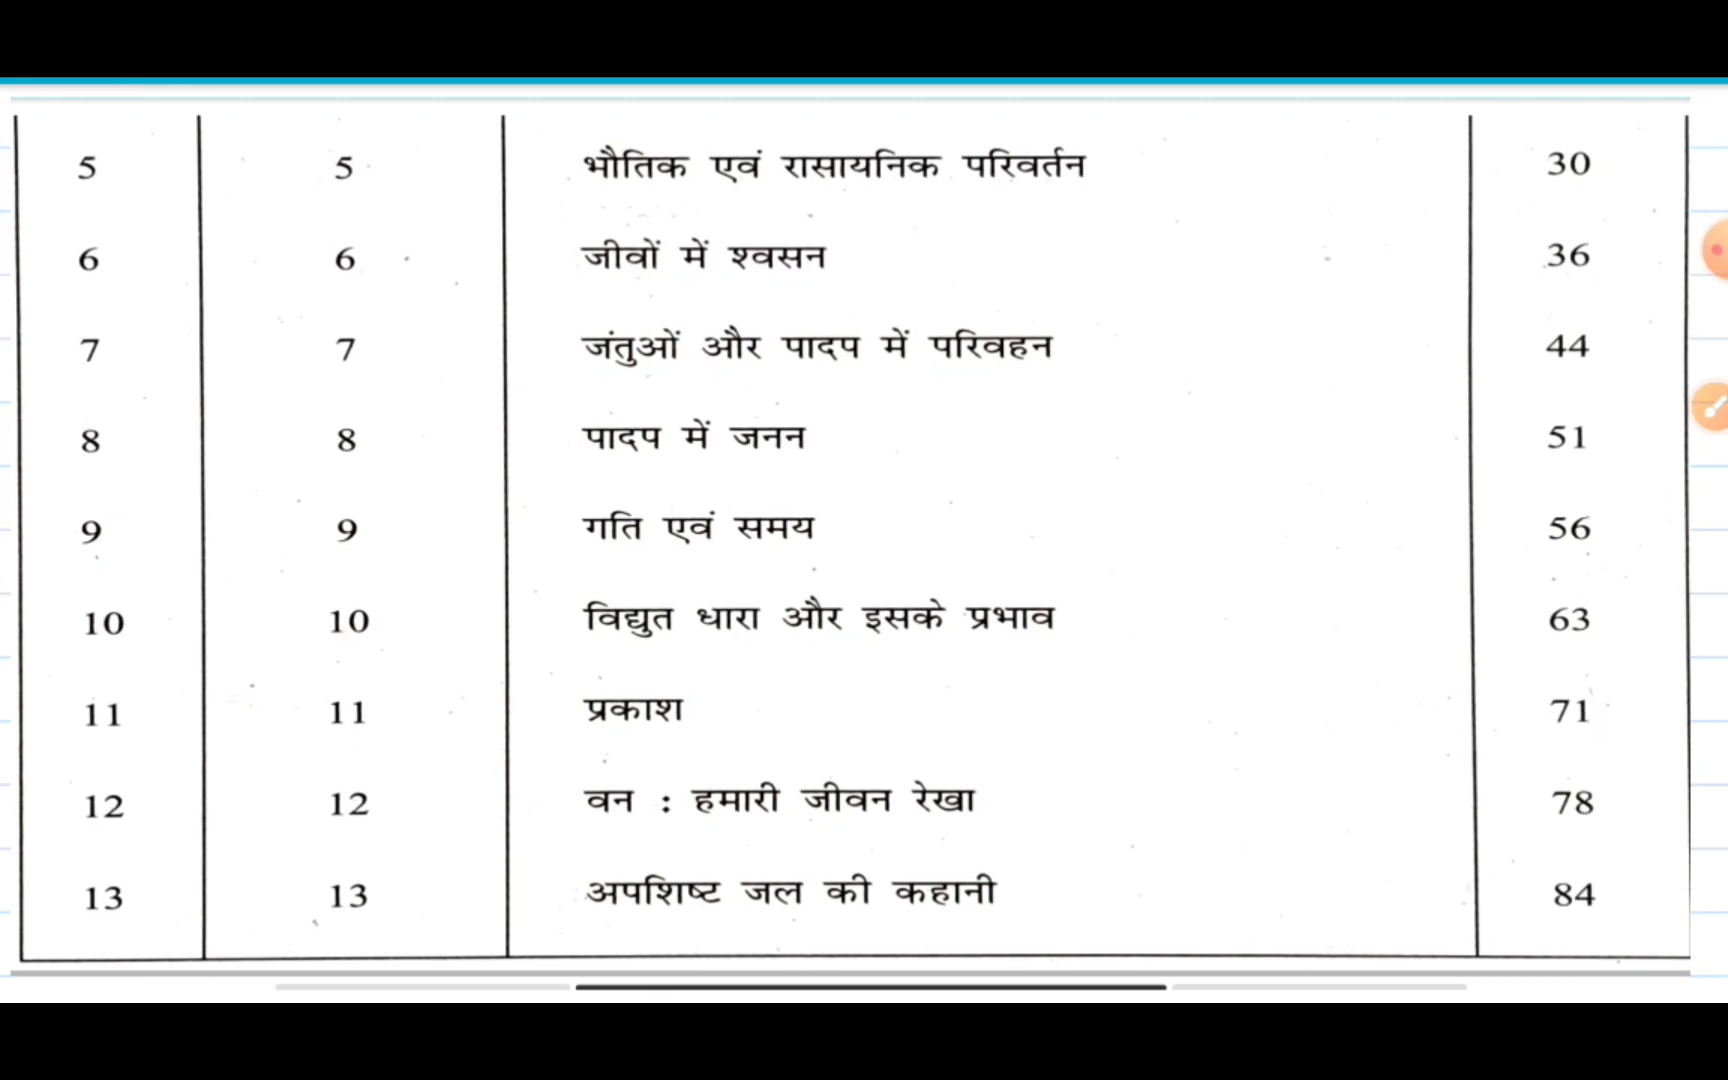 5 5 भौतिक एवं रासायनिक परिवर्तन 30
6 6 जीवों में श्वसन 36
7 7 जंतुओं और पादप में परिवहन 44
8 8 पादप में जनन 51
9 9 गति एवं समय 56
10 10 विद्युत धारा और इसके प्रभाव 63
11 11 प्रकाश 71
12 12 वन : हमारी जीवन रेखा 78
13 13 अपशिष्ट जल की कहानी 84